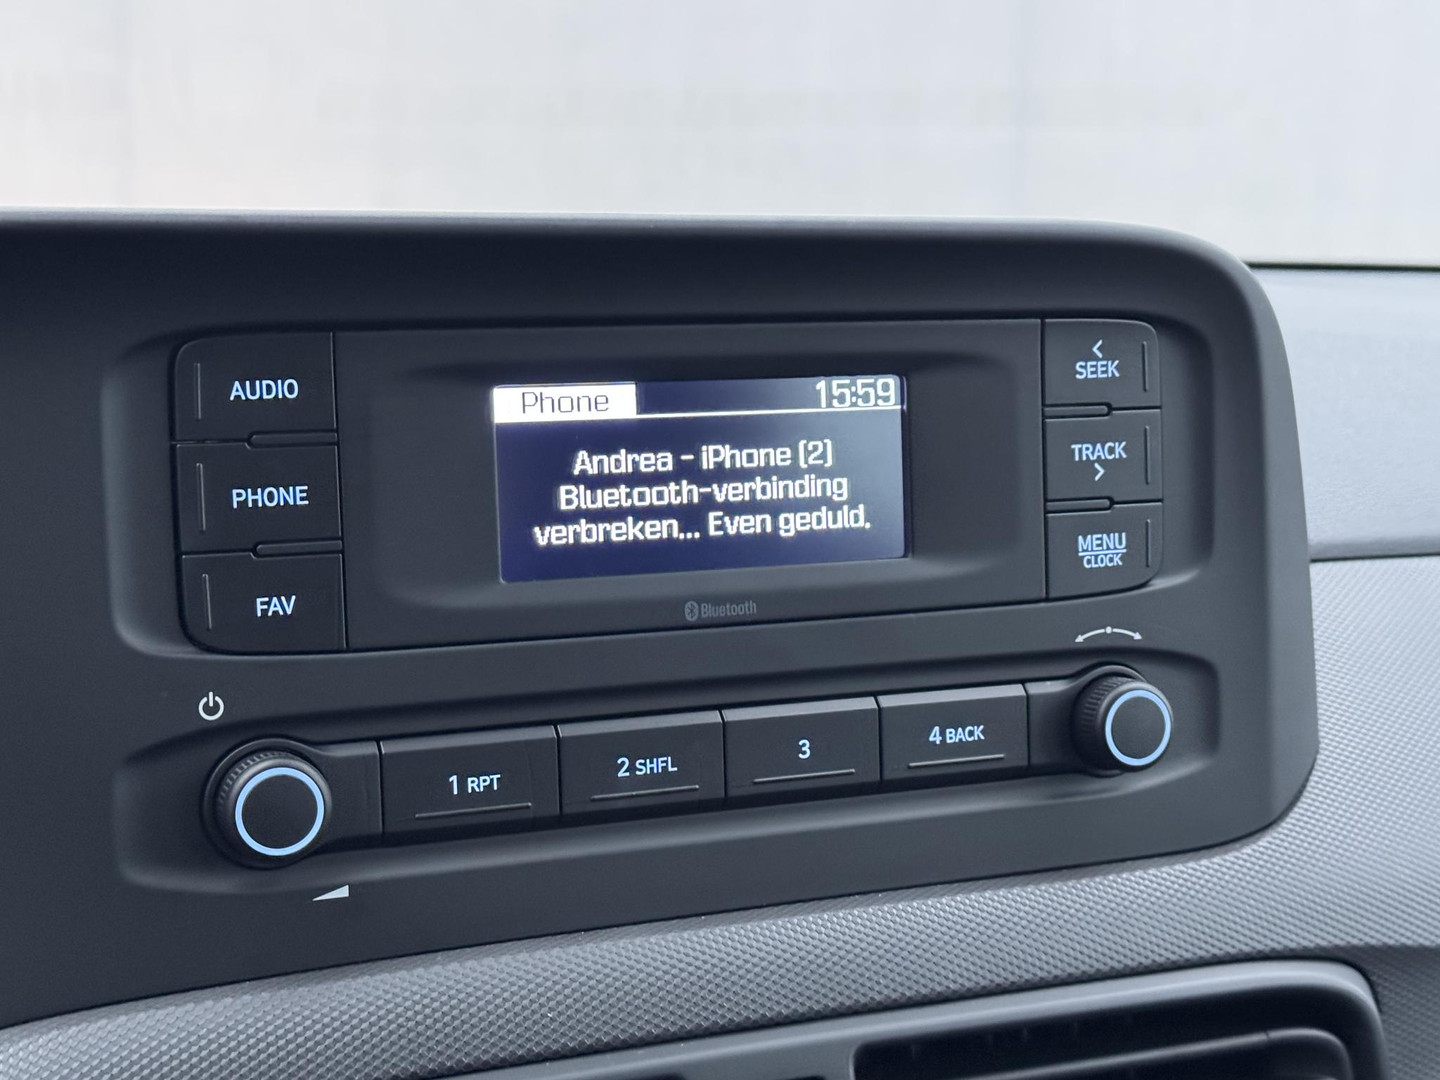 AUDIO
PHONE
FAV
Phone 15:59
Andrea - iPhone (2)
Bluetooth-verbinding
verbreken... Even geduld.
Bluetooth
<
SEEK
TRACK
>
MENU
CLOCK
1 RPT
2 SHFL
3
4 BACK